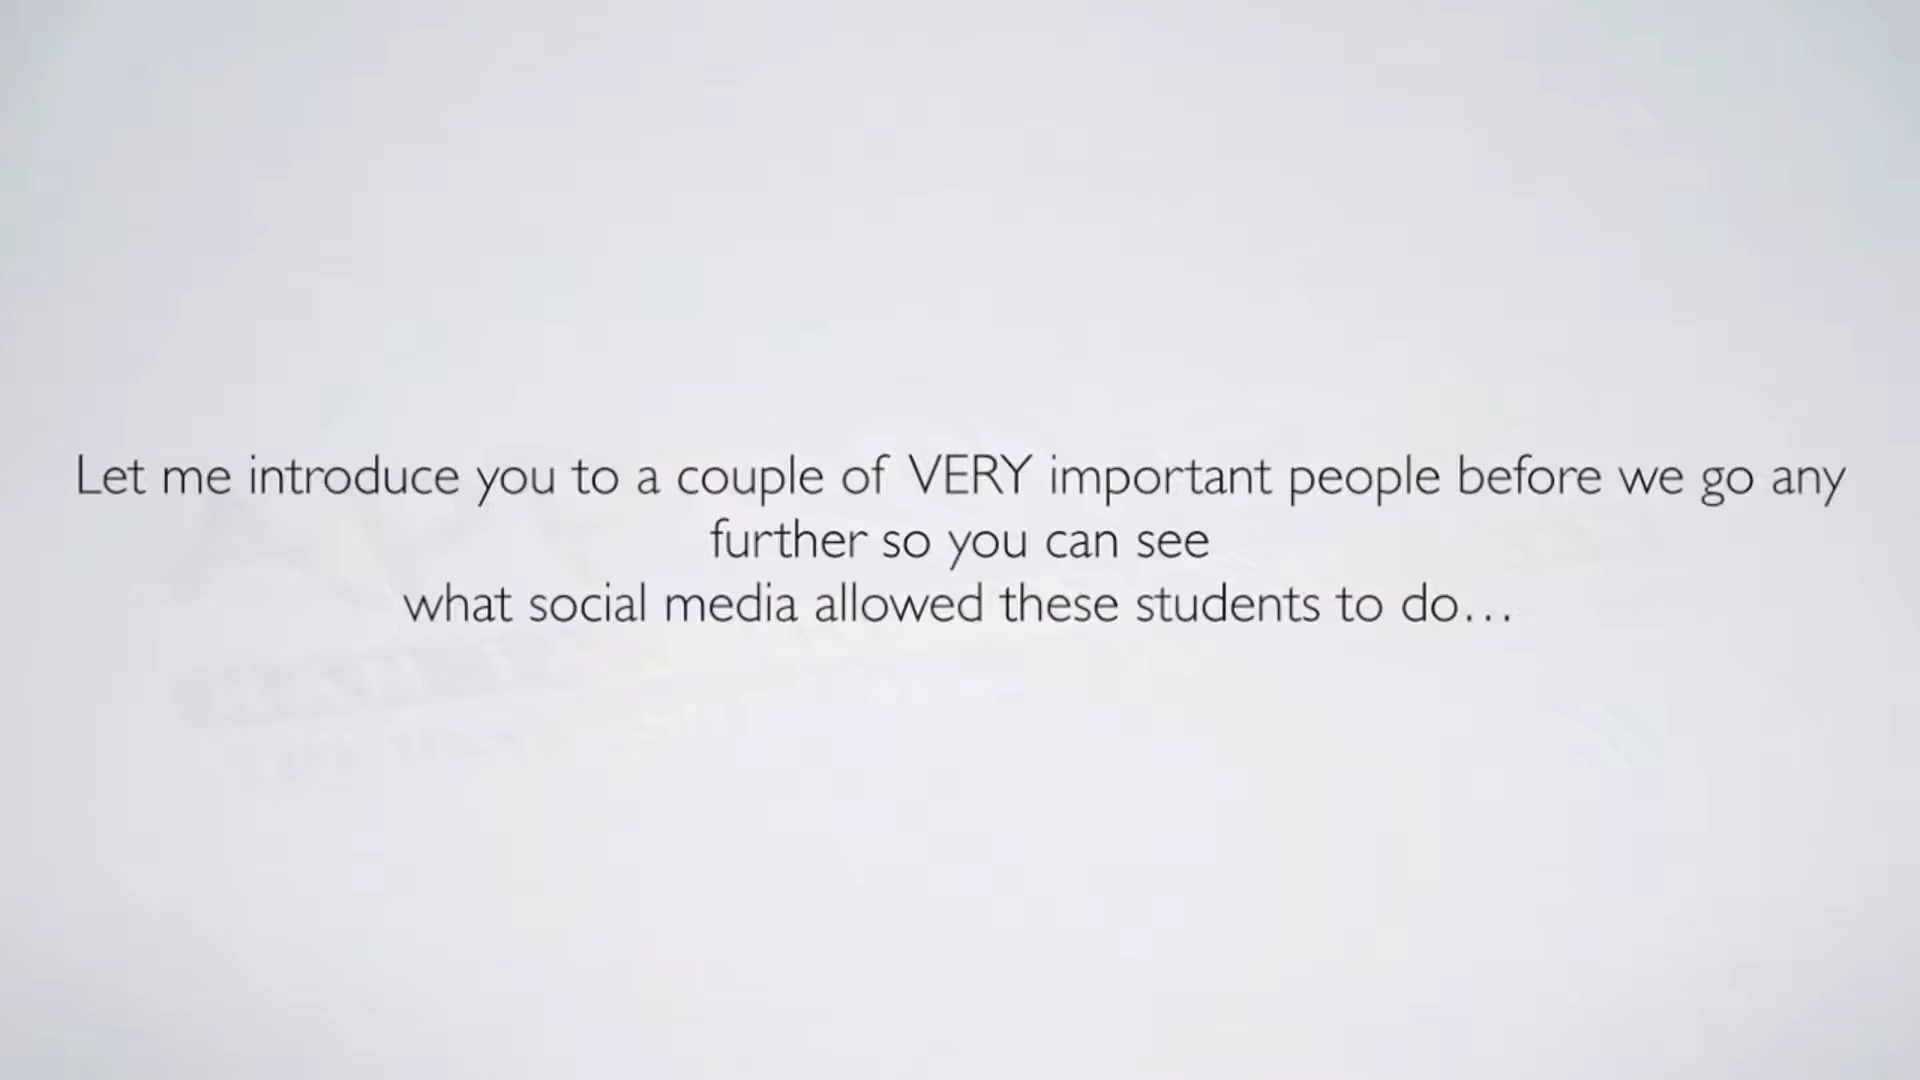 Let me introduce you to a couple of VERY important people before we go any
further so you can see
what social media allowed these students to do…